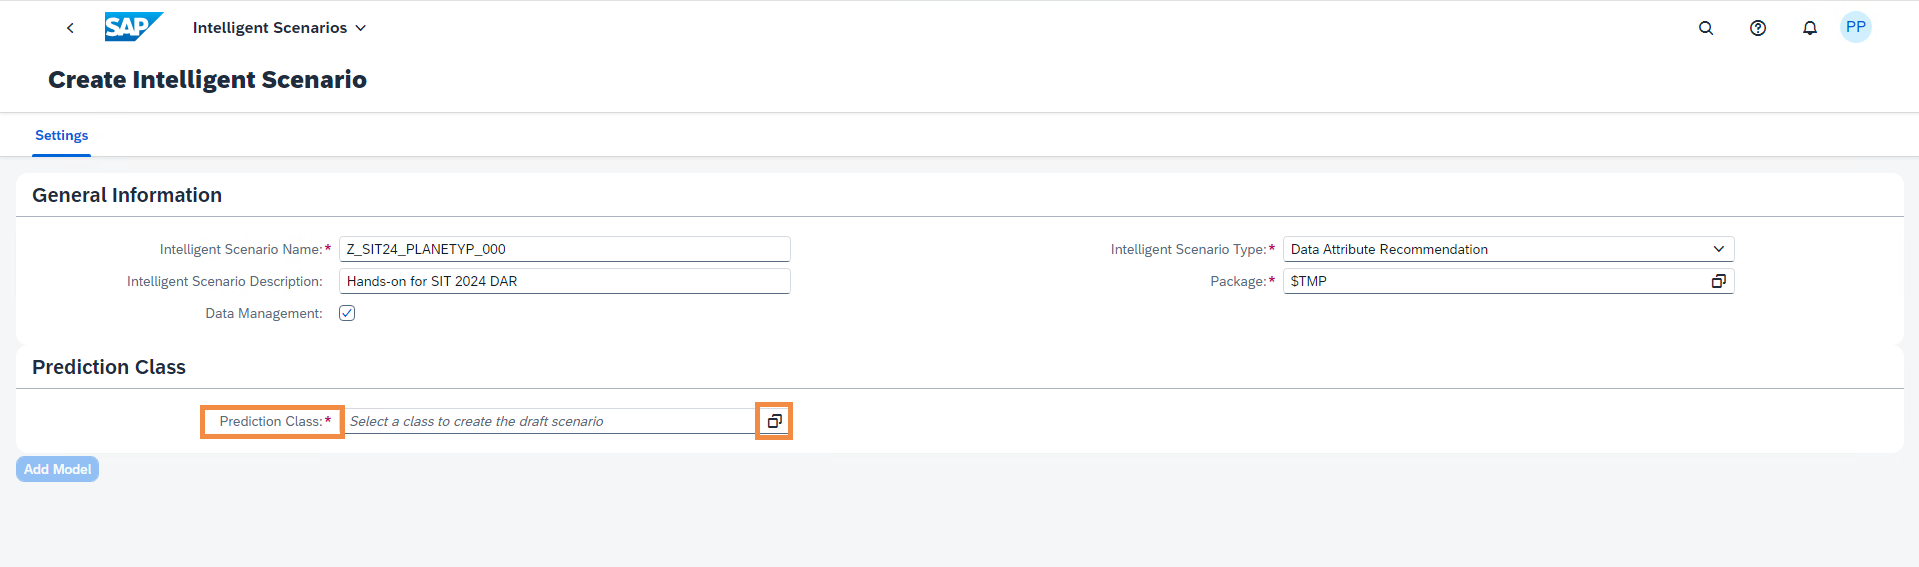 SAP Intelligent Scenarios PP
Create Intelligent Scenario
Settings
General Information
Intelligent Scenario Name:* Z_SIT24_PLANETYP_000 Intelligent Scenario Type:* Data Attribute Recommendation
Intelligent Scenario Description: Hands-on for SIT 2024 DAR Package:* $TMP
Data Management:
Prediction Class
Prediction Class:* Select a class to create the draft scenario
Add Model